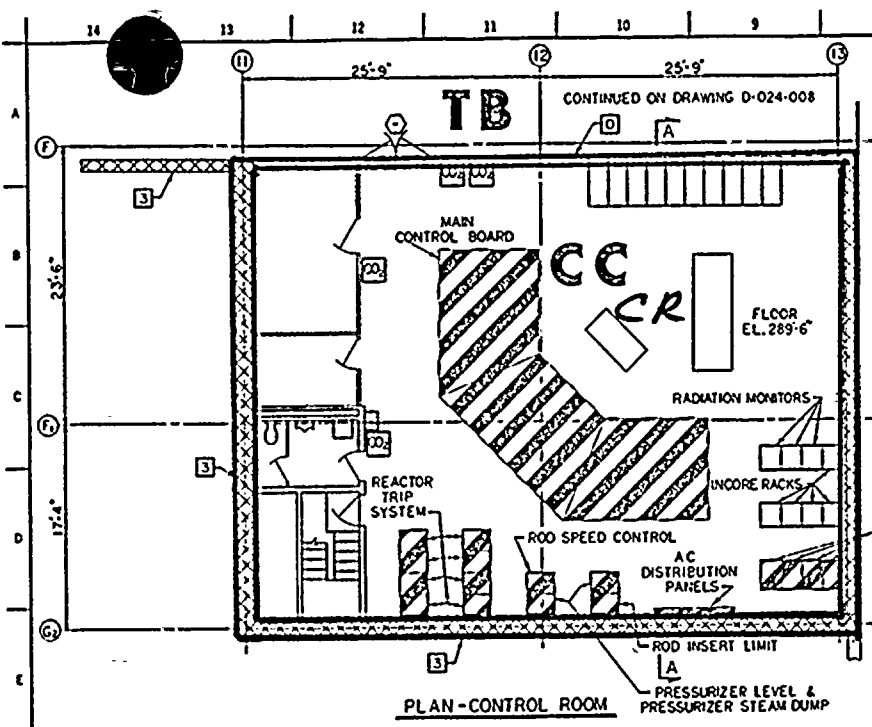 14 13 12 11 10 9
11 12 13
25'-9" 25'-9"
TB
CONTINUED ON DRAWING D-024-008
A
F
0
A
CO2 CO2
3
B
MAIN
CONTROL BOARD
CC
CR
CO2
23'-6"
FLOOR
EL. 289'-6"
C
RADIATION MONITORS
CO2
3
REACTOR
TRIP
SYSTEM
INCORE RACKS
D
17'-4"
ROD SPEED CONTROL
AC
DISTRIBUTION
PANELS
G2
3
ROD INSERT LIMIT
A
E
PRESSURIZER LEVEL &
PRESSURIZER STEAM DUMP
PLAN-CONTROL ROOM